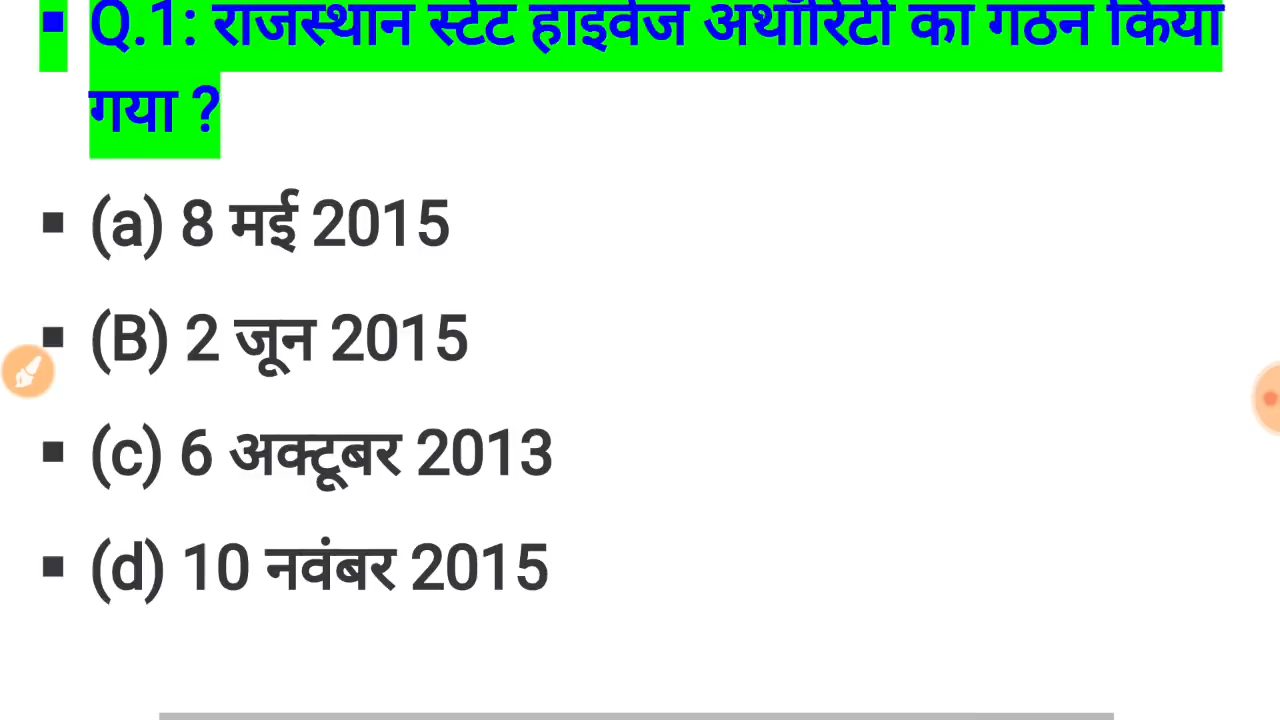 ▪ Q.1: राजस्थान स्टेट हाइवेज अथॉरिटी का गठन किया
गया ?
▪ (a) 8 मई 2015
▪ (B) 2 जून 2015
▪ (c) 6 अक्टूबर 2013
▪ (d) 10 नवंबर 2015